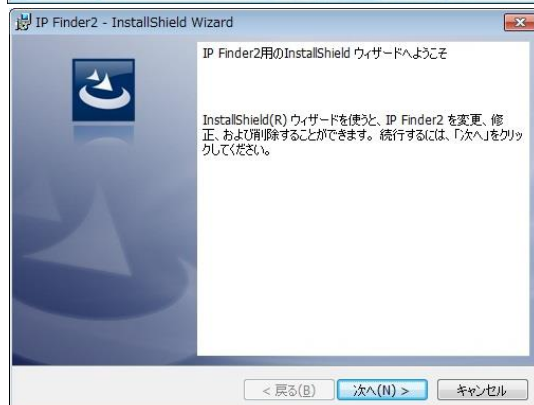 IP Finder2 - InstallShield Wizard
IP Finder2用のInstallShield ウィザードへようこそ
InstallShield(R) ウィザードを使うと、IP Finder2 を変更、修
正、および削除することができます。続行するには、「次へ」をクリッ
クしてください。
< 戻る(B)
次へ(N) >
キャンセル